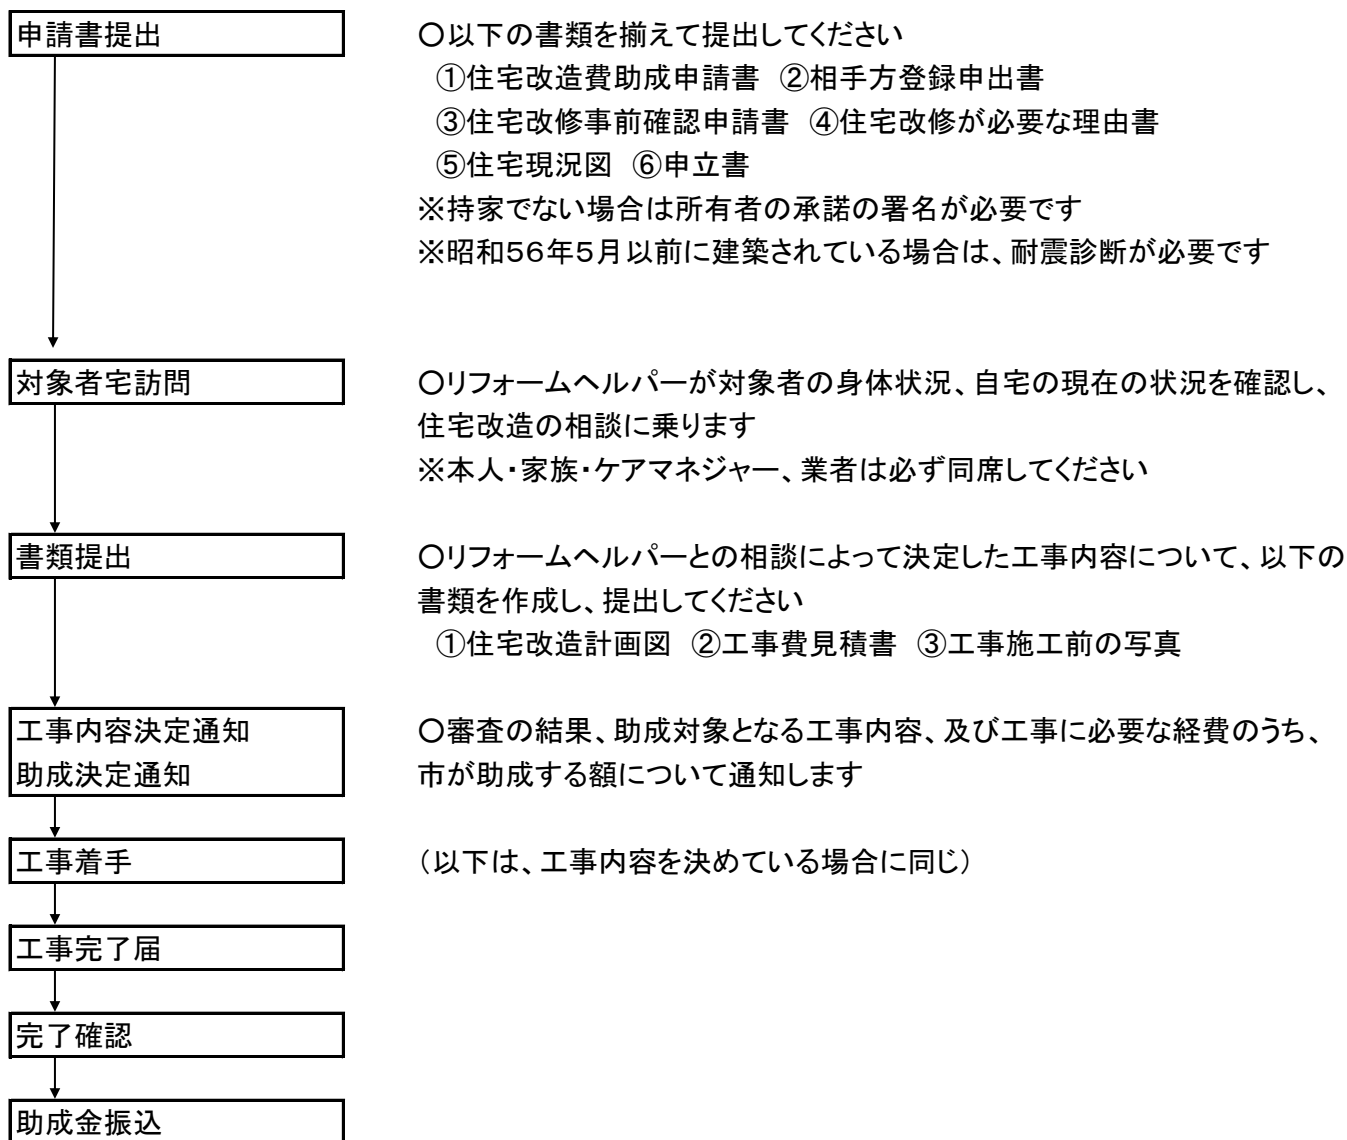 申請書提出
○以下の書類を揃えて提出してください
①住宅改造費助成申請書 ②相手方登録申出書
③住宅改修事前確認申請書 ④住宅改修が必要な理由書
⑤住宅現況図 ⑥申立書
※持家でない場合は所有者の承諾の署名が必要です
※昭和56年5月以前に建築されている場合は、耐震診断が必要です
対象者宅訪問
○リフォームヘルパーが対象者の身体状況、自宅の現在の状況を確認し、
住宅改造の相談に乗ります
※本人・家族・ケアマネジャー、業者は必ず同席してください
書類提出
○リフォームヘルパーとの相談によって決定した工事内容について、以下の
書類を作成し、提出してください
①住宅改造計画図 ②工事費見積書 ③工事施工前の写真
工事内容決定通知
助成決定通知
○審査の結果、助成対象となる工事内容、及び工事に必要な経費のうち、
市が助成する額について通知します
工事着手
(以下は、工事内容を決めている場合に同じ)
工事完了届
完了確認
助成金振込